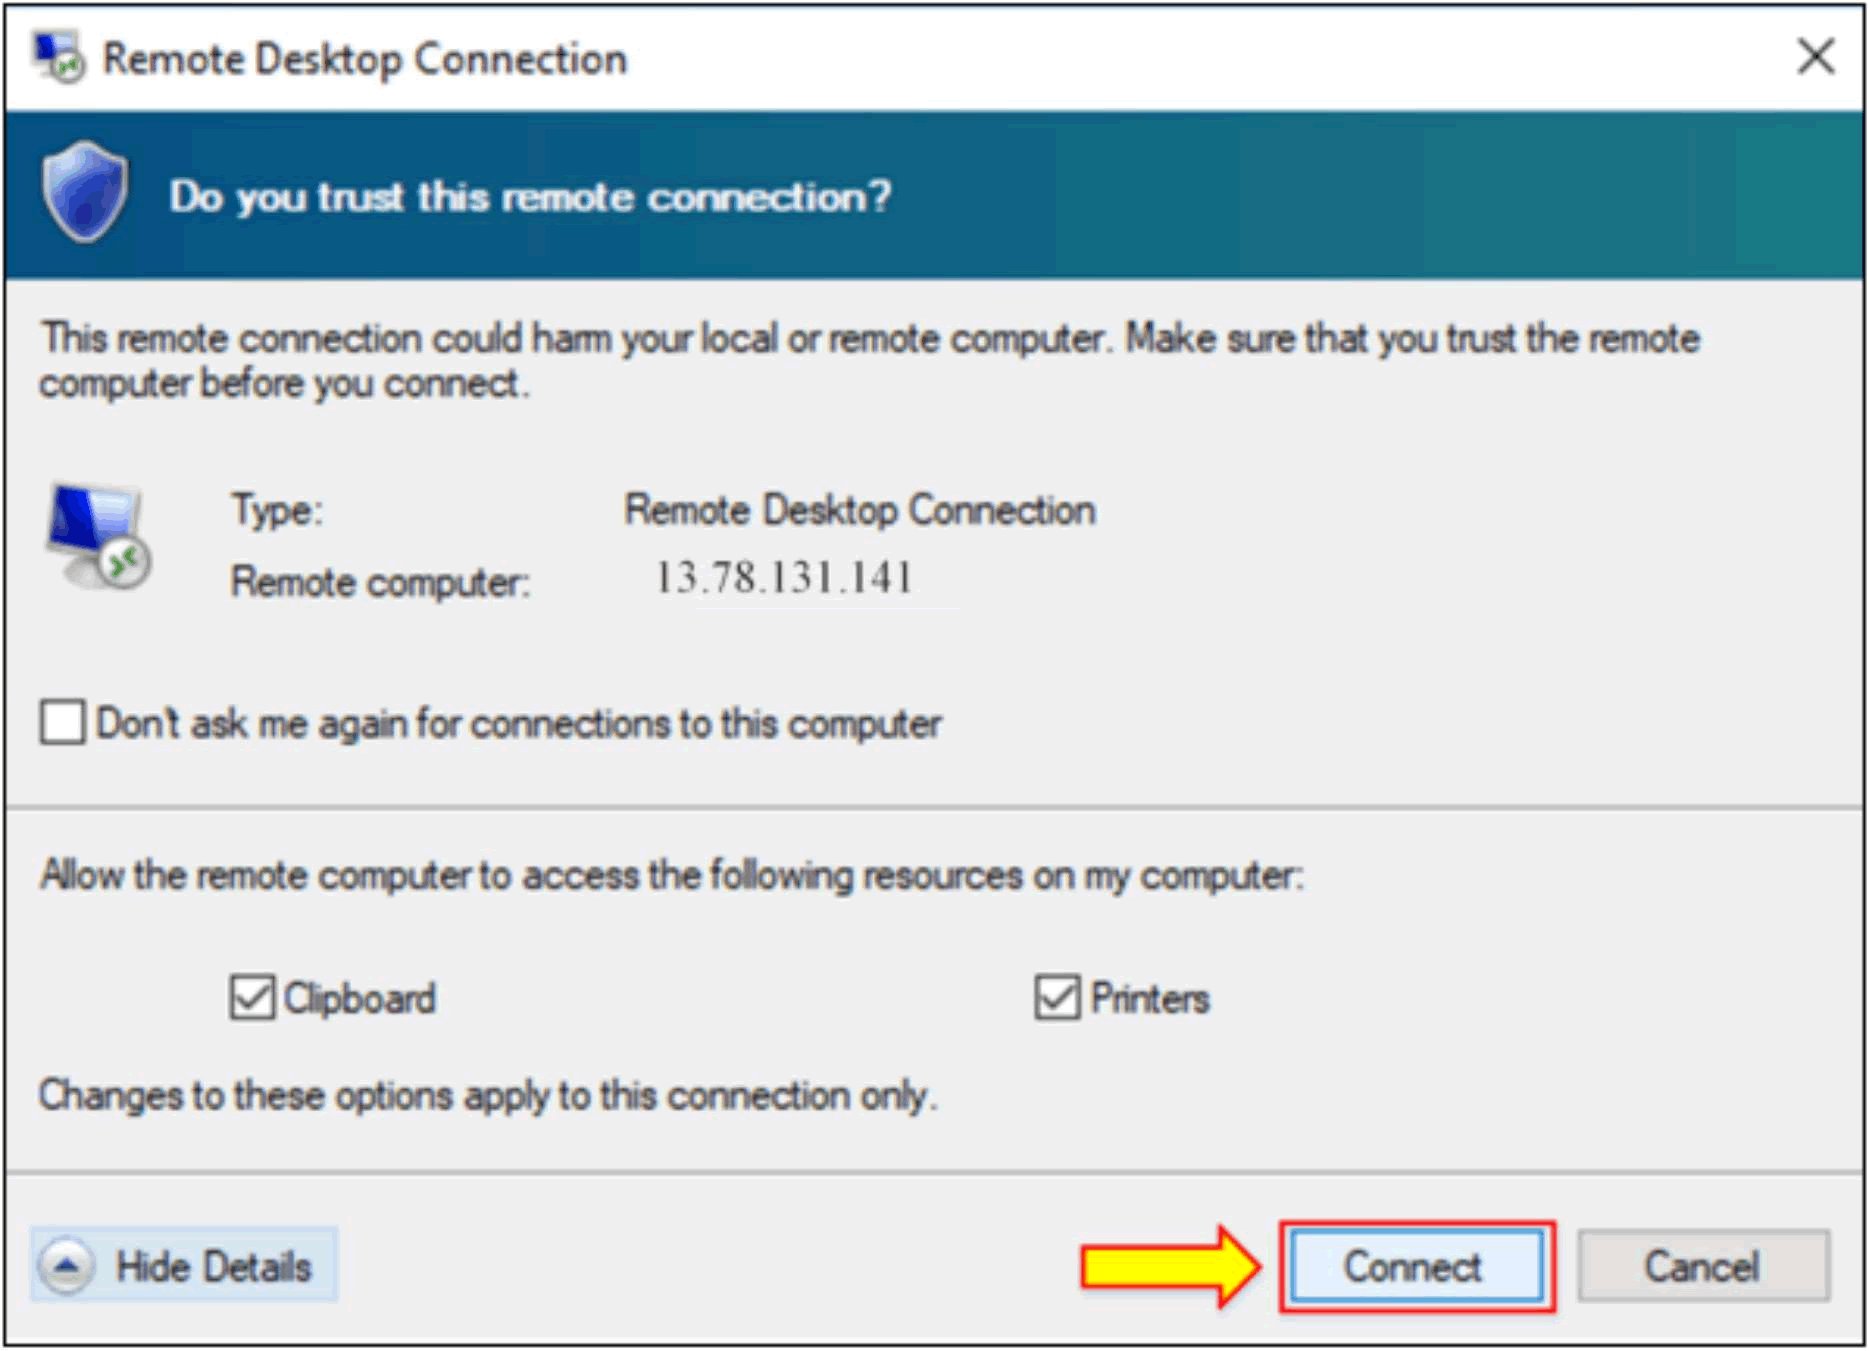 Remote Desktop Connection
Do you trust this remote connection?
This remote connection could harm your local or remote computer. Make sure that you trust the remote
computer before you connect.
Type: Remote Desktop Connection
Remote computer: 13.78.131.141
Don't ask me again for connections to this computer
Allow the remote computer to access the following resources on my computer:
Clipboard Printers
Changes to these options apply to this connection only.
Hide Details Connect Cancel